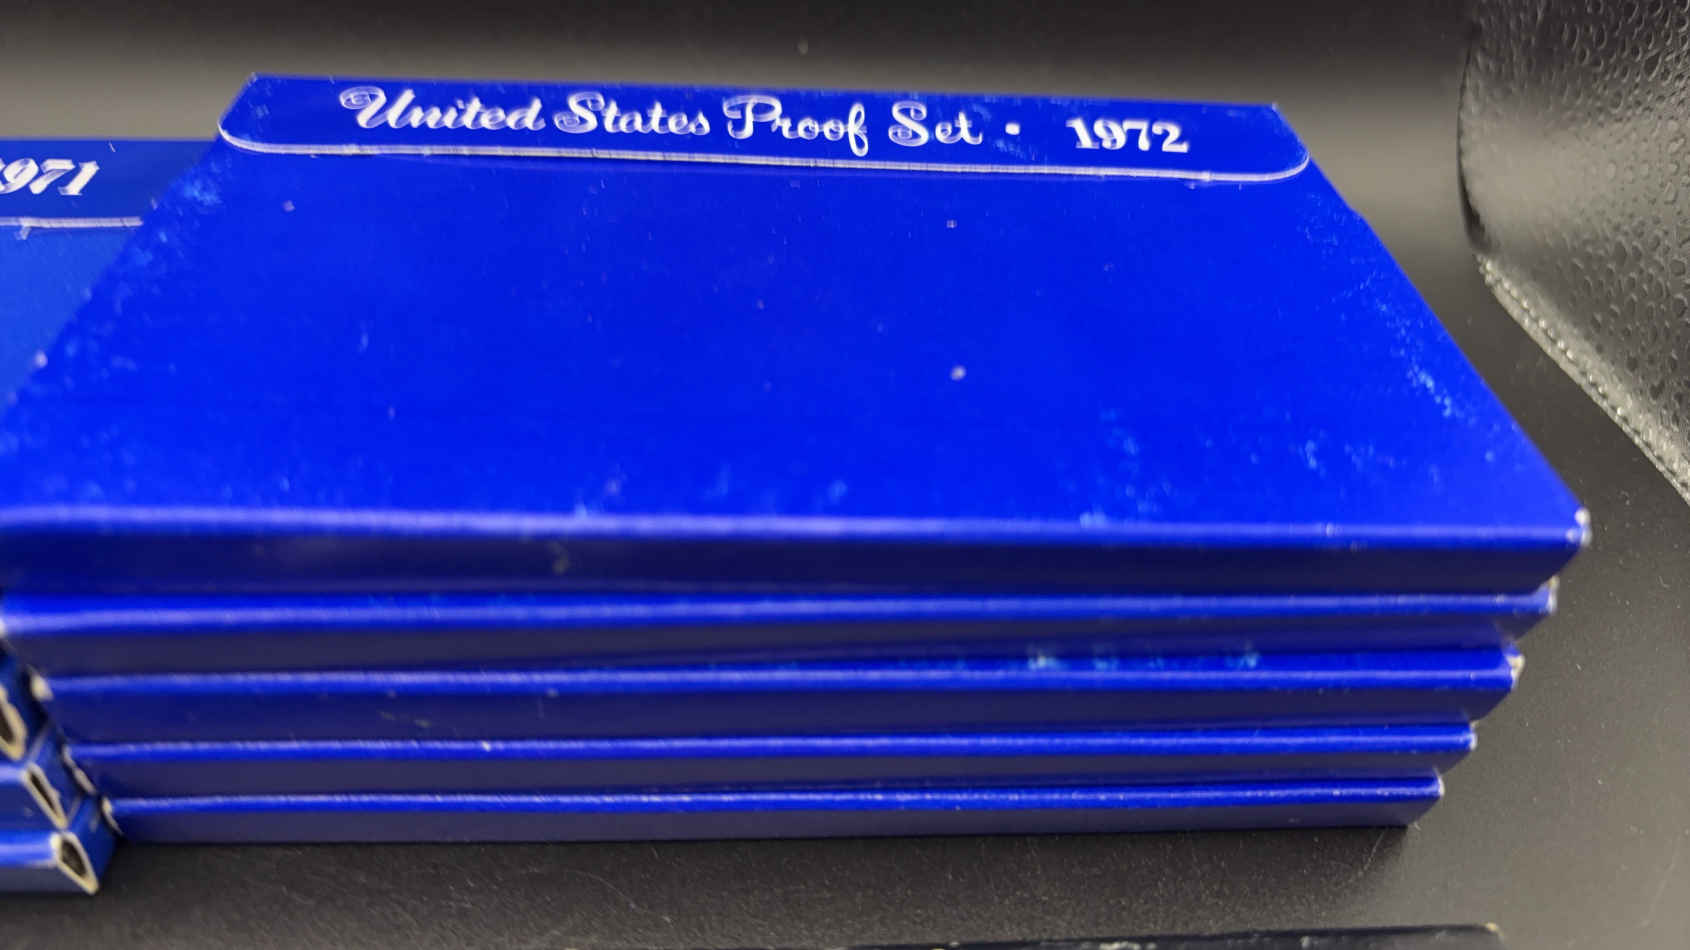 United States Proof Set · 1972
1971